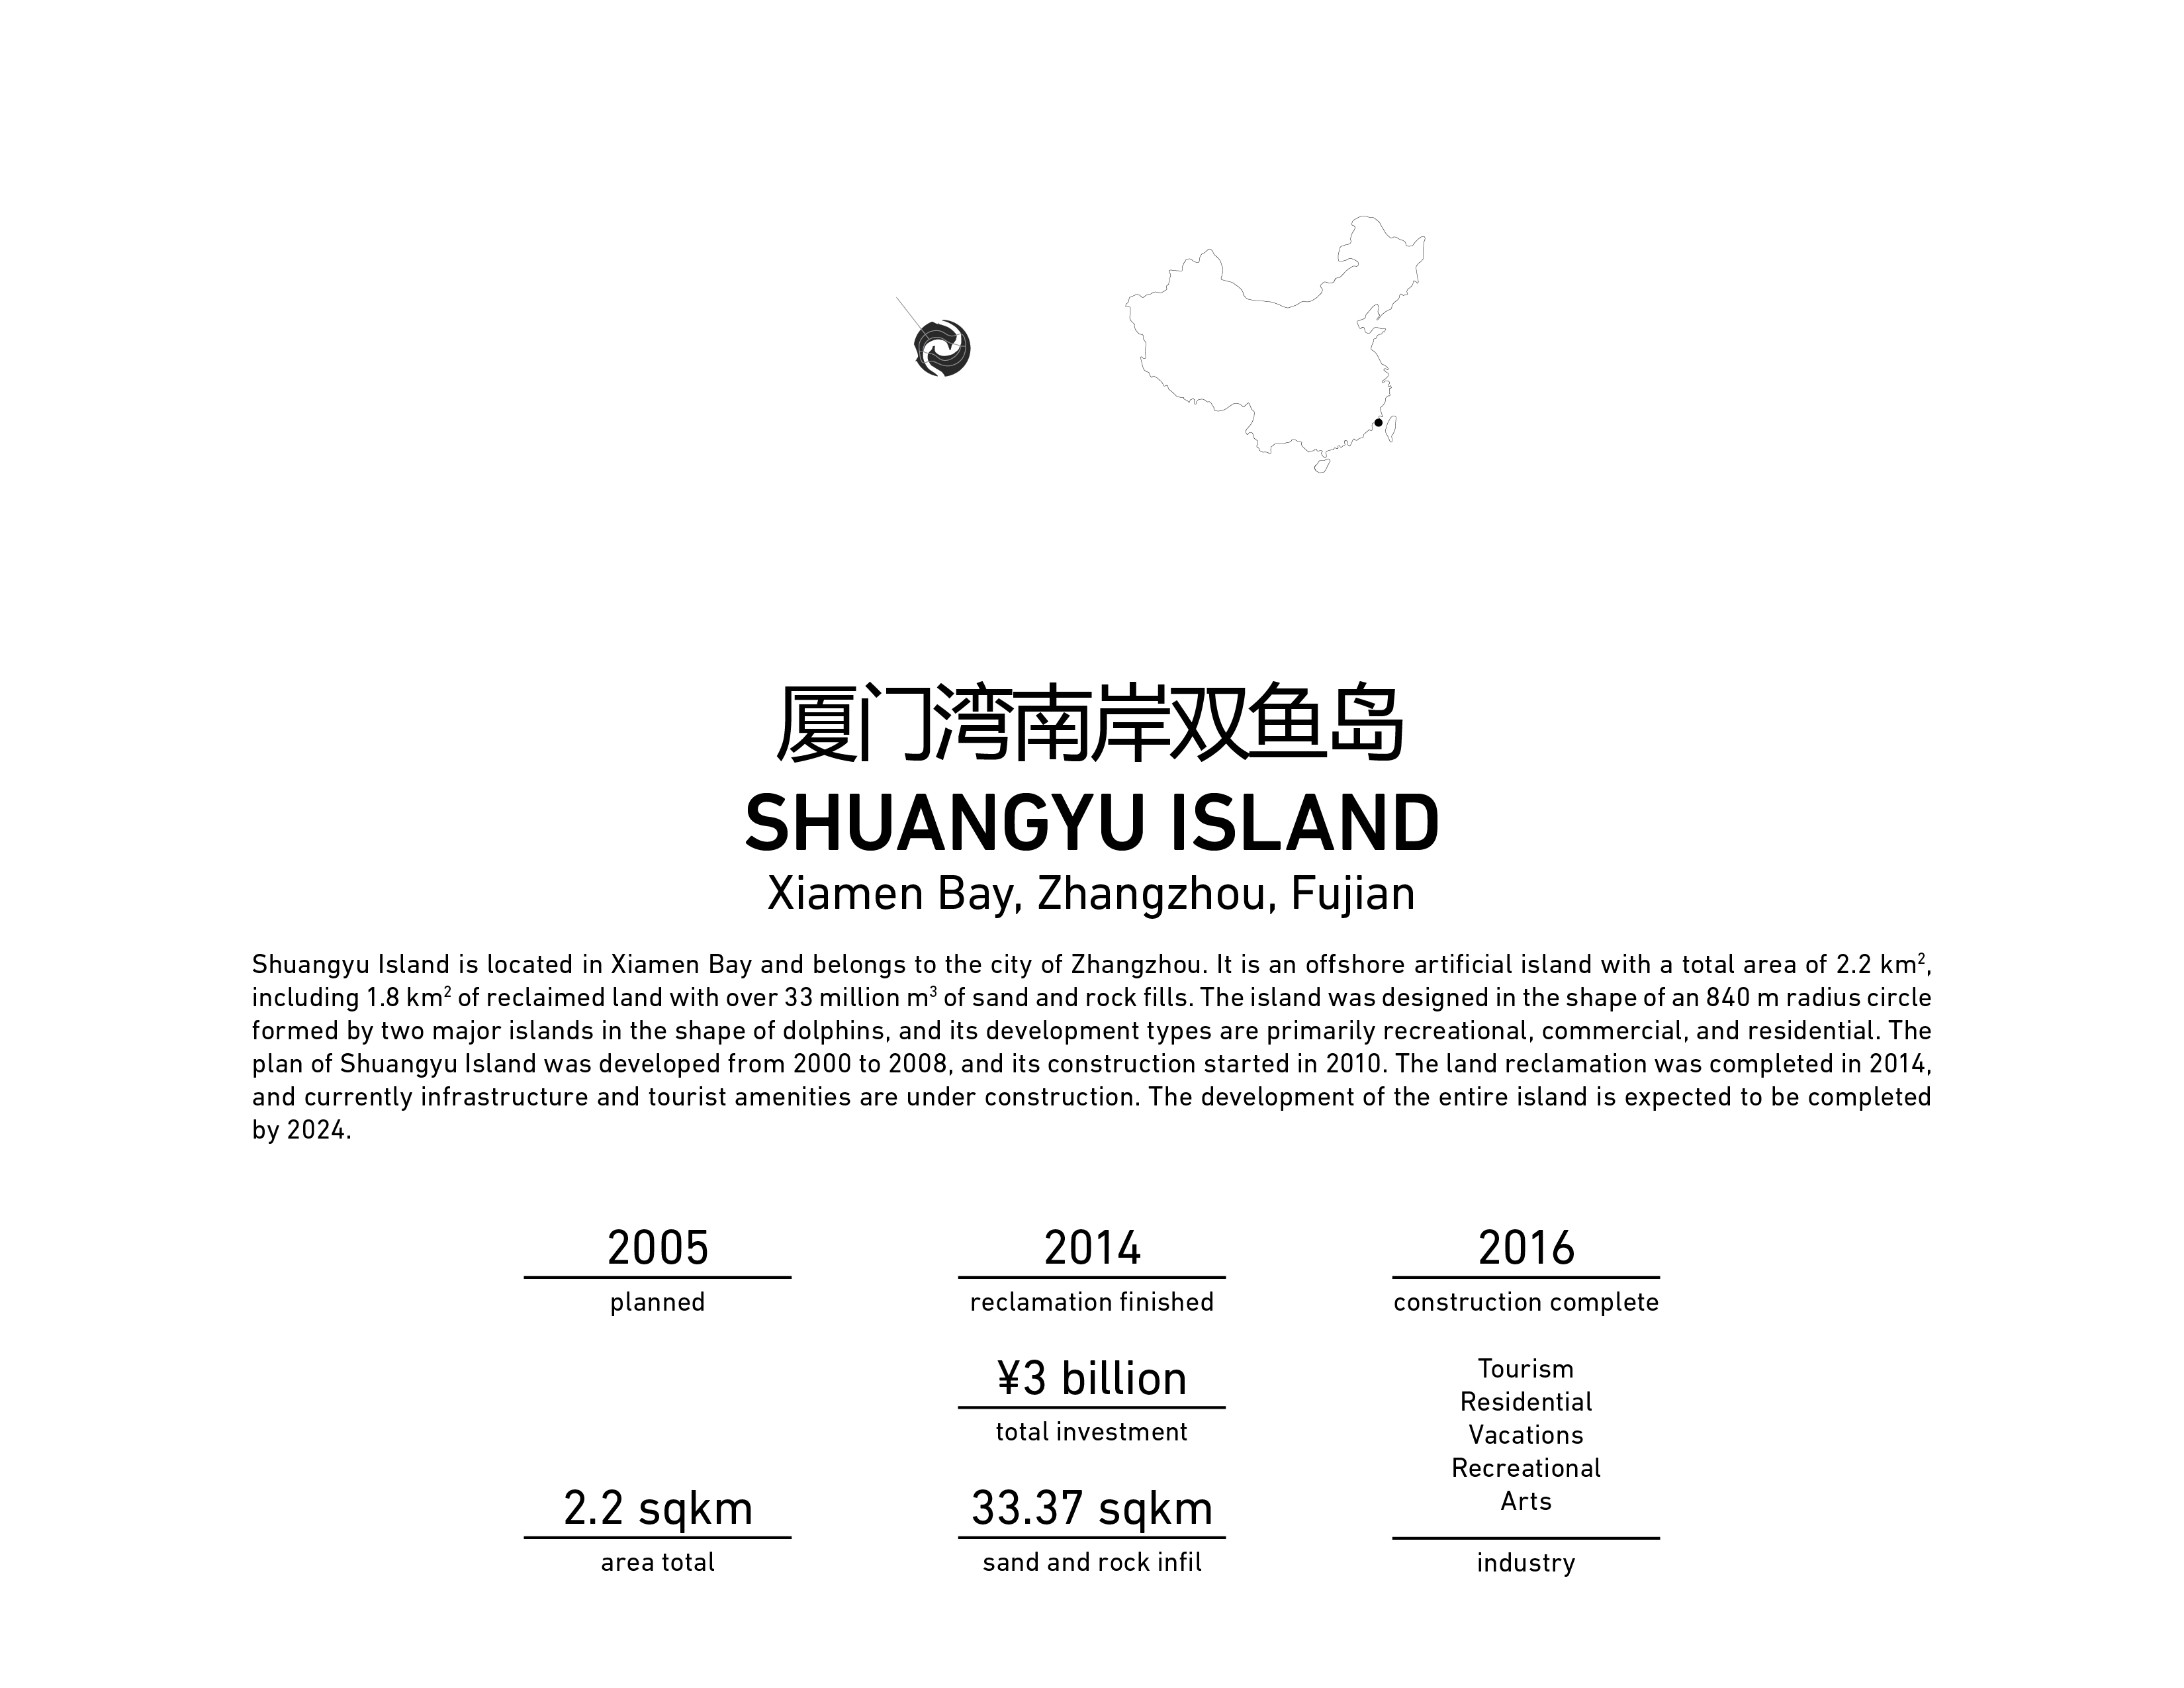 厦门湾南岸双鱼岛
SHUANGYU ISLAND
Xiamen Bay, Zhangzhou, Fujian
Shuangyu Island is located in Xiamen Bay and belongs to the city of Zhangzhou. It is an offshore artificial island with a total area of 2.2 km²,
including 1.8 km² of reclaimed land with over 33 million m³ of sand and rock fills. The island was designed in the shape of an 840 m radius circle
formed by two major islands in the shape of dolphins, and its development types are primarily recreational, commercial, and residential. The
plan of Shuangyu Island was developed from 2000 to 2008, and its construction started in 2010. The land reclamation was completed in 2014,
and currently infrastructure and tourist amenities are under construction. The development of the entire island is expected to be completed
by 2024.
2005
planned
2014
reclamation finished
2016
construction complete
¥3 billion
total investment
2.2 sqkm
area total
33.37 sqkm
sand and rock infil
Tourism
Residential
Vacations
Recreational
Arts
industry